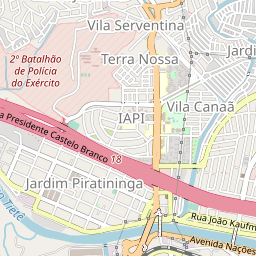 Vila Serventina
Terra Nossa
Jardi
2º Batalhão
de Polícia
do Exército
IAPI
Vila Canaã
a Presidente Castelo Branco
18
Jardim Piratininga
Rio Tietê
Rua João Kaufm
Avenida Nações